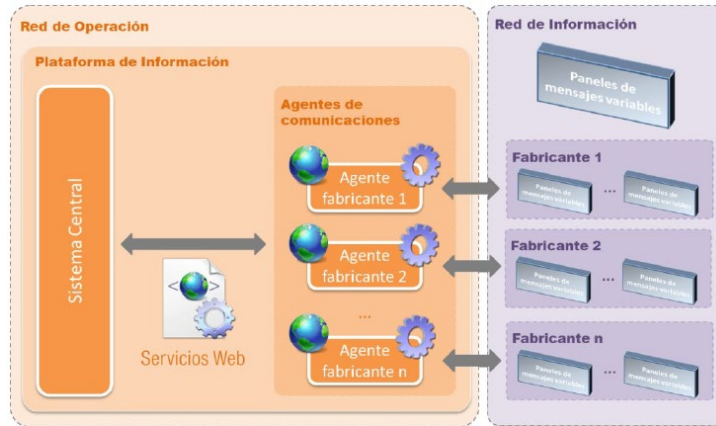 Red de Operación
Plataforma de Información
Sistema Central
Servicios Web
Agentes de
comunicaciones
Agente
fabricante 1
Agente
fabricante 2
...
Agente
fabricante n
Red de Información
Paneles de
mensajes variables
Fabricante 1
Paneles de
mensajes variables
...
Paneles de
mensajes variables
Fabricante 2
Paneles de
mensajes variables
...
Paneles de
mensajes variables
Fabricante n
Paneles de
mensajes variables
...
Paneles de
mensajes variables